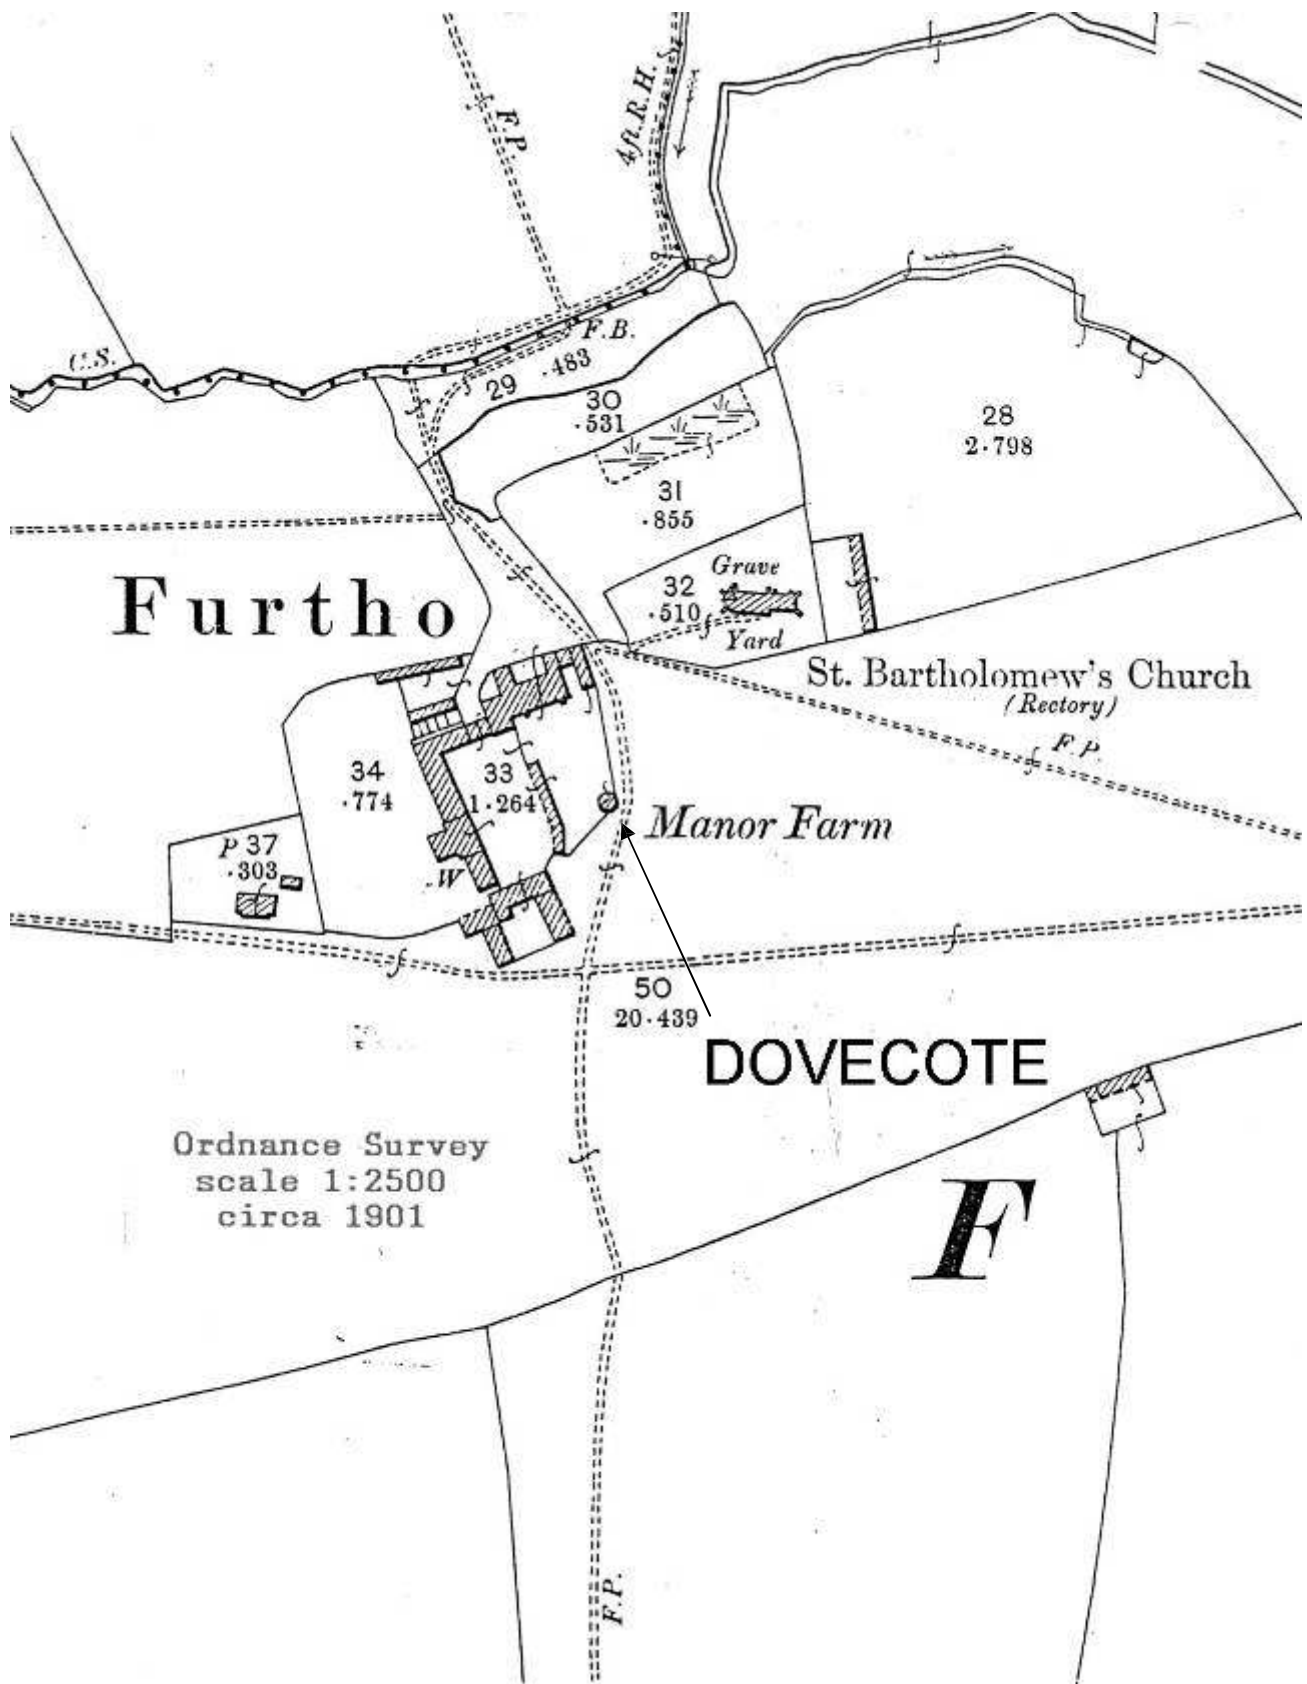 F.P.
4ft. R.H.
C.S.
F.B.
29 .483
30
.531
28
2.798
31
.855
Furtho
32
.510
Grave
Yard
St. Bartholomew's Church
(Rectory)
F.P.
34
.774
33
1.264
Manor Farm
P 37
.303
W
50
20.439
DOVECOTE
Ordnance Survey
scale 1:2500
circa 1901
F
F.P.